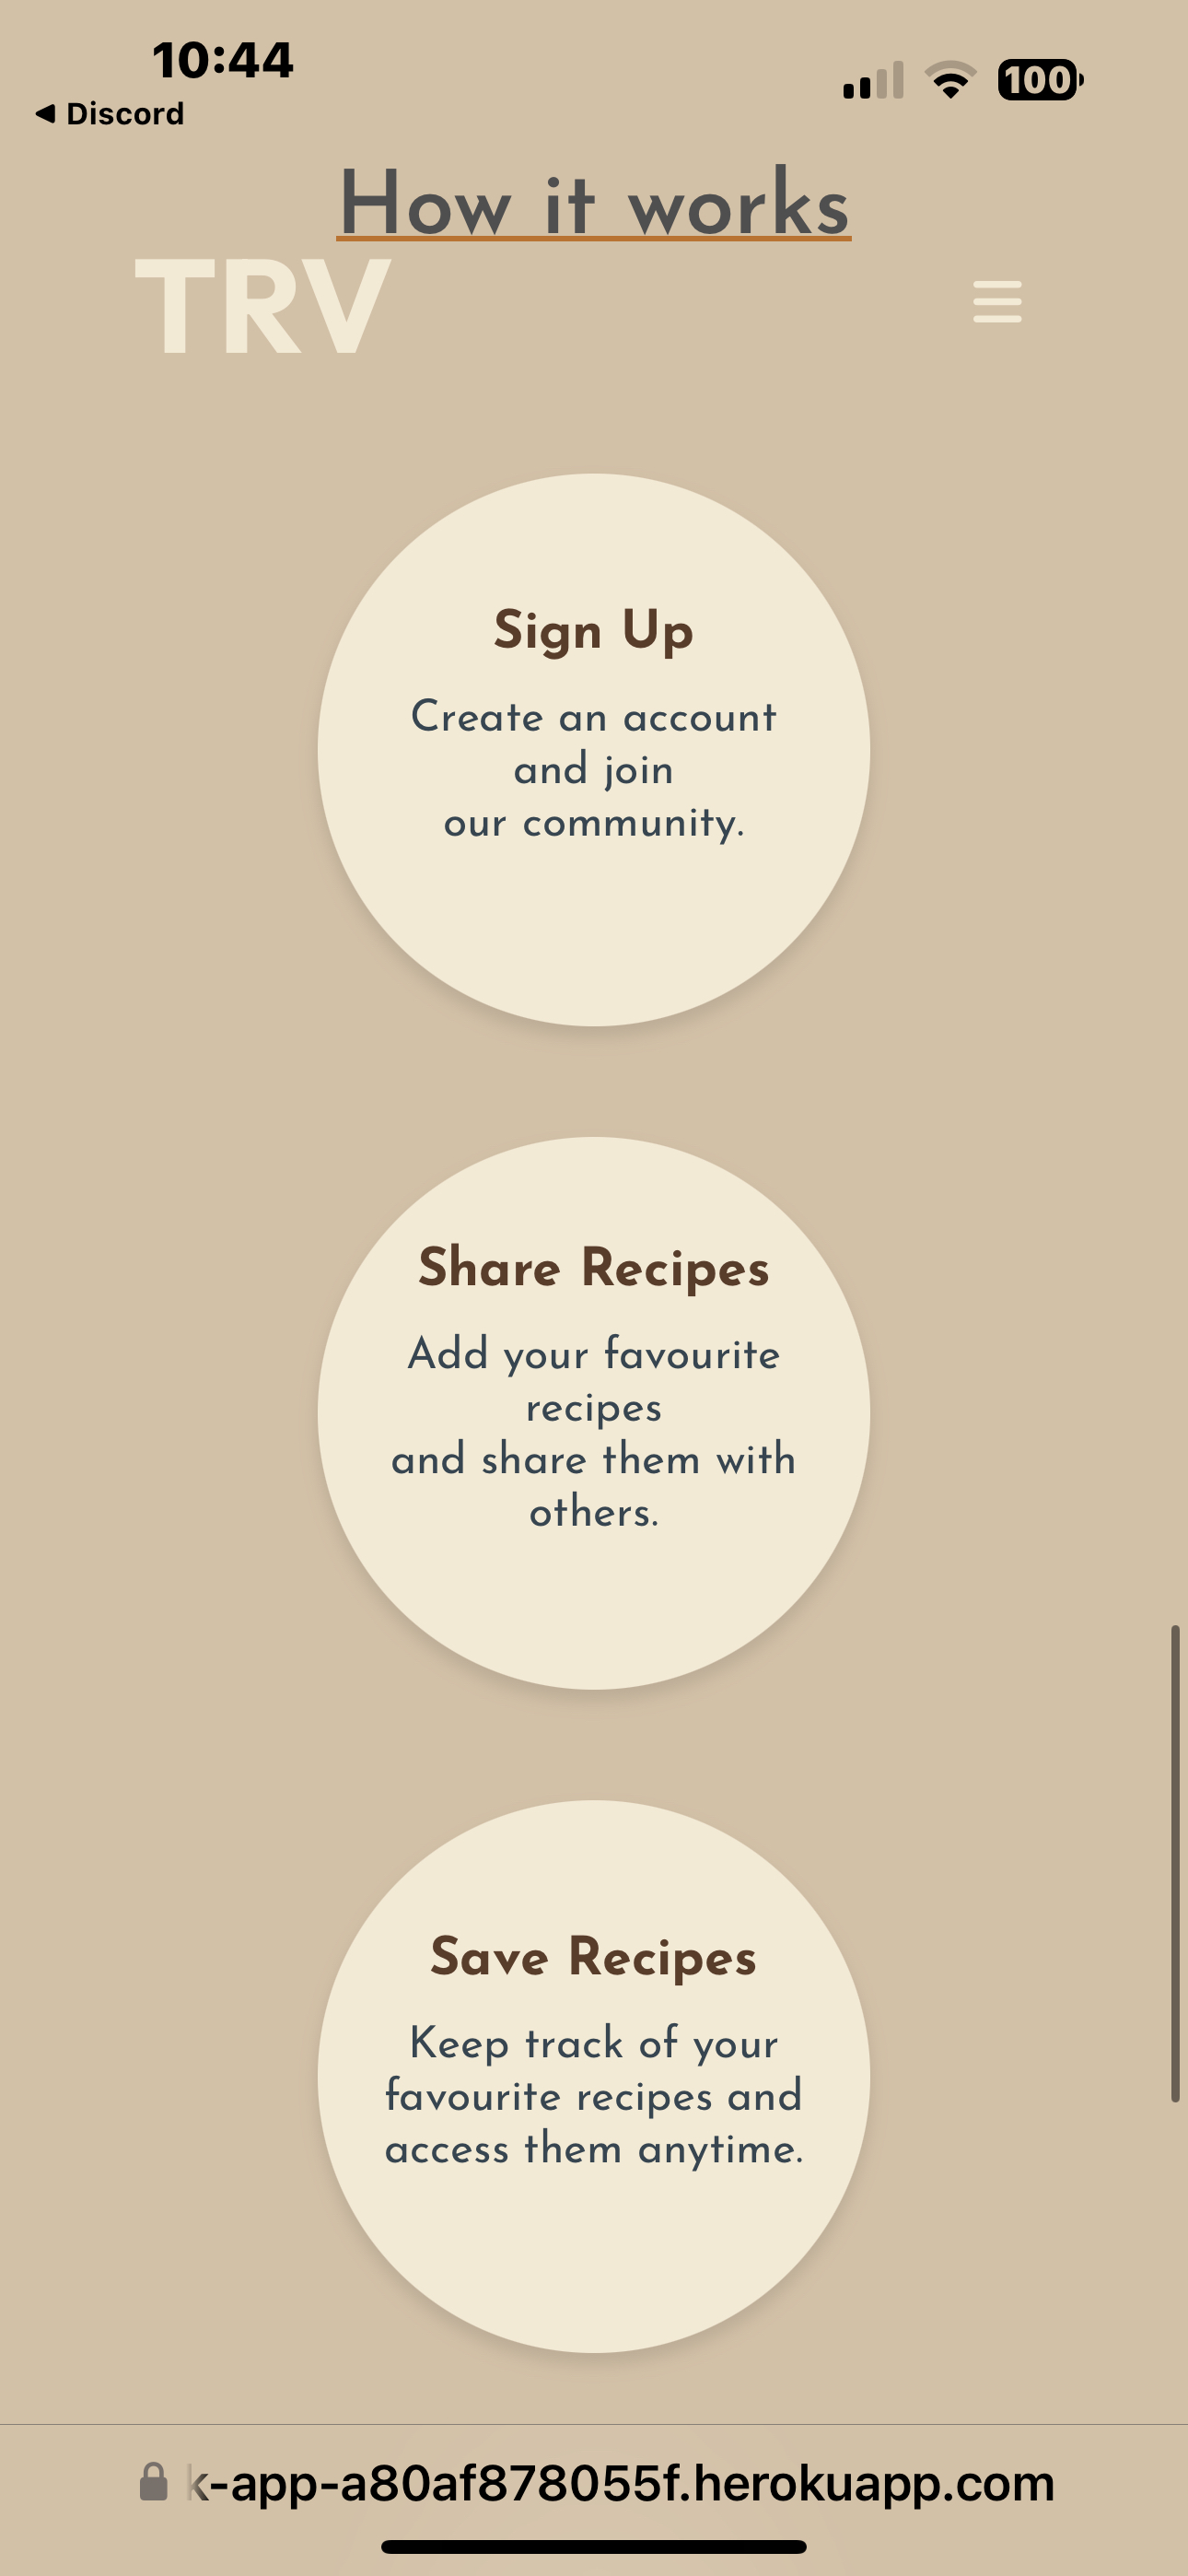 10:44
100
Discord
How it works
TRV
Sign Up
Create an account
and join
our community.
Share Recipes
Add your favourite
recipes
and share them with
others.
Save Recipes
Keep track of your
favourite recipes and
access them anytime.
k-app-a80af878055f.herokuapp.com